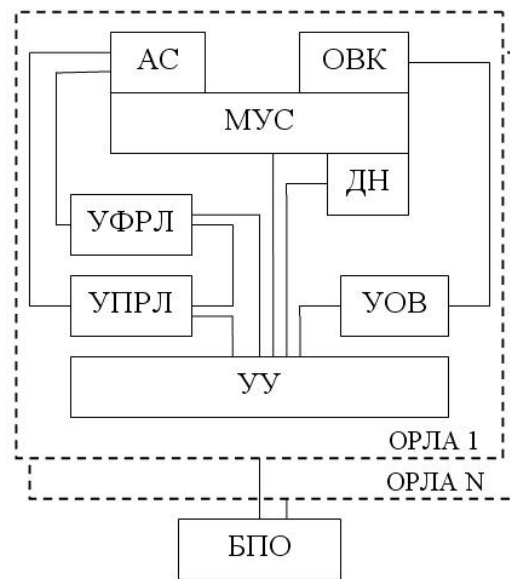 АС
ОВК
МУС
ДН
УФРЛ
УПРЛ
УОВ
УУ
ОРЛА 1
ОРЛА N
БПО